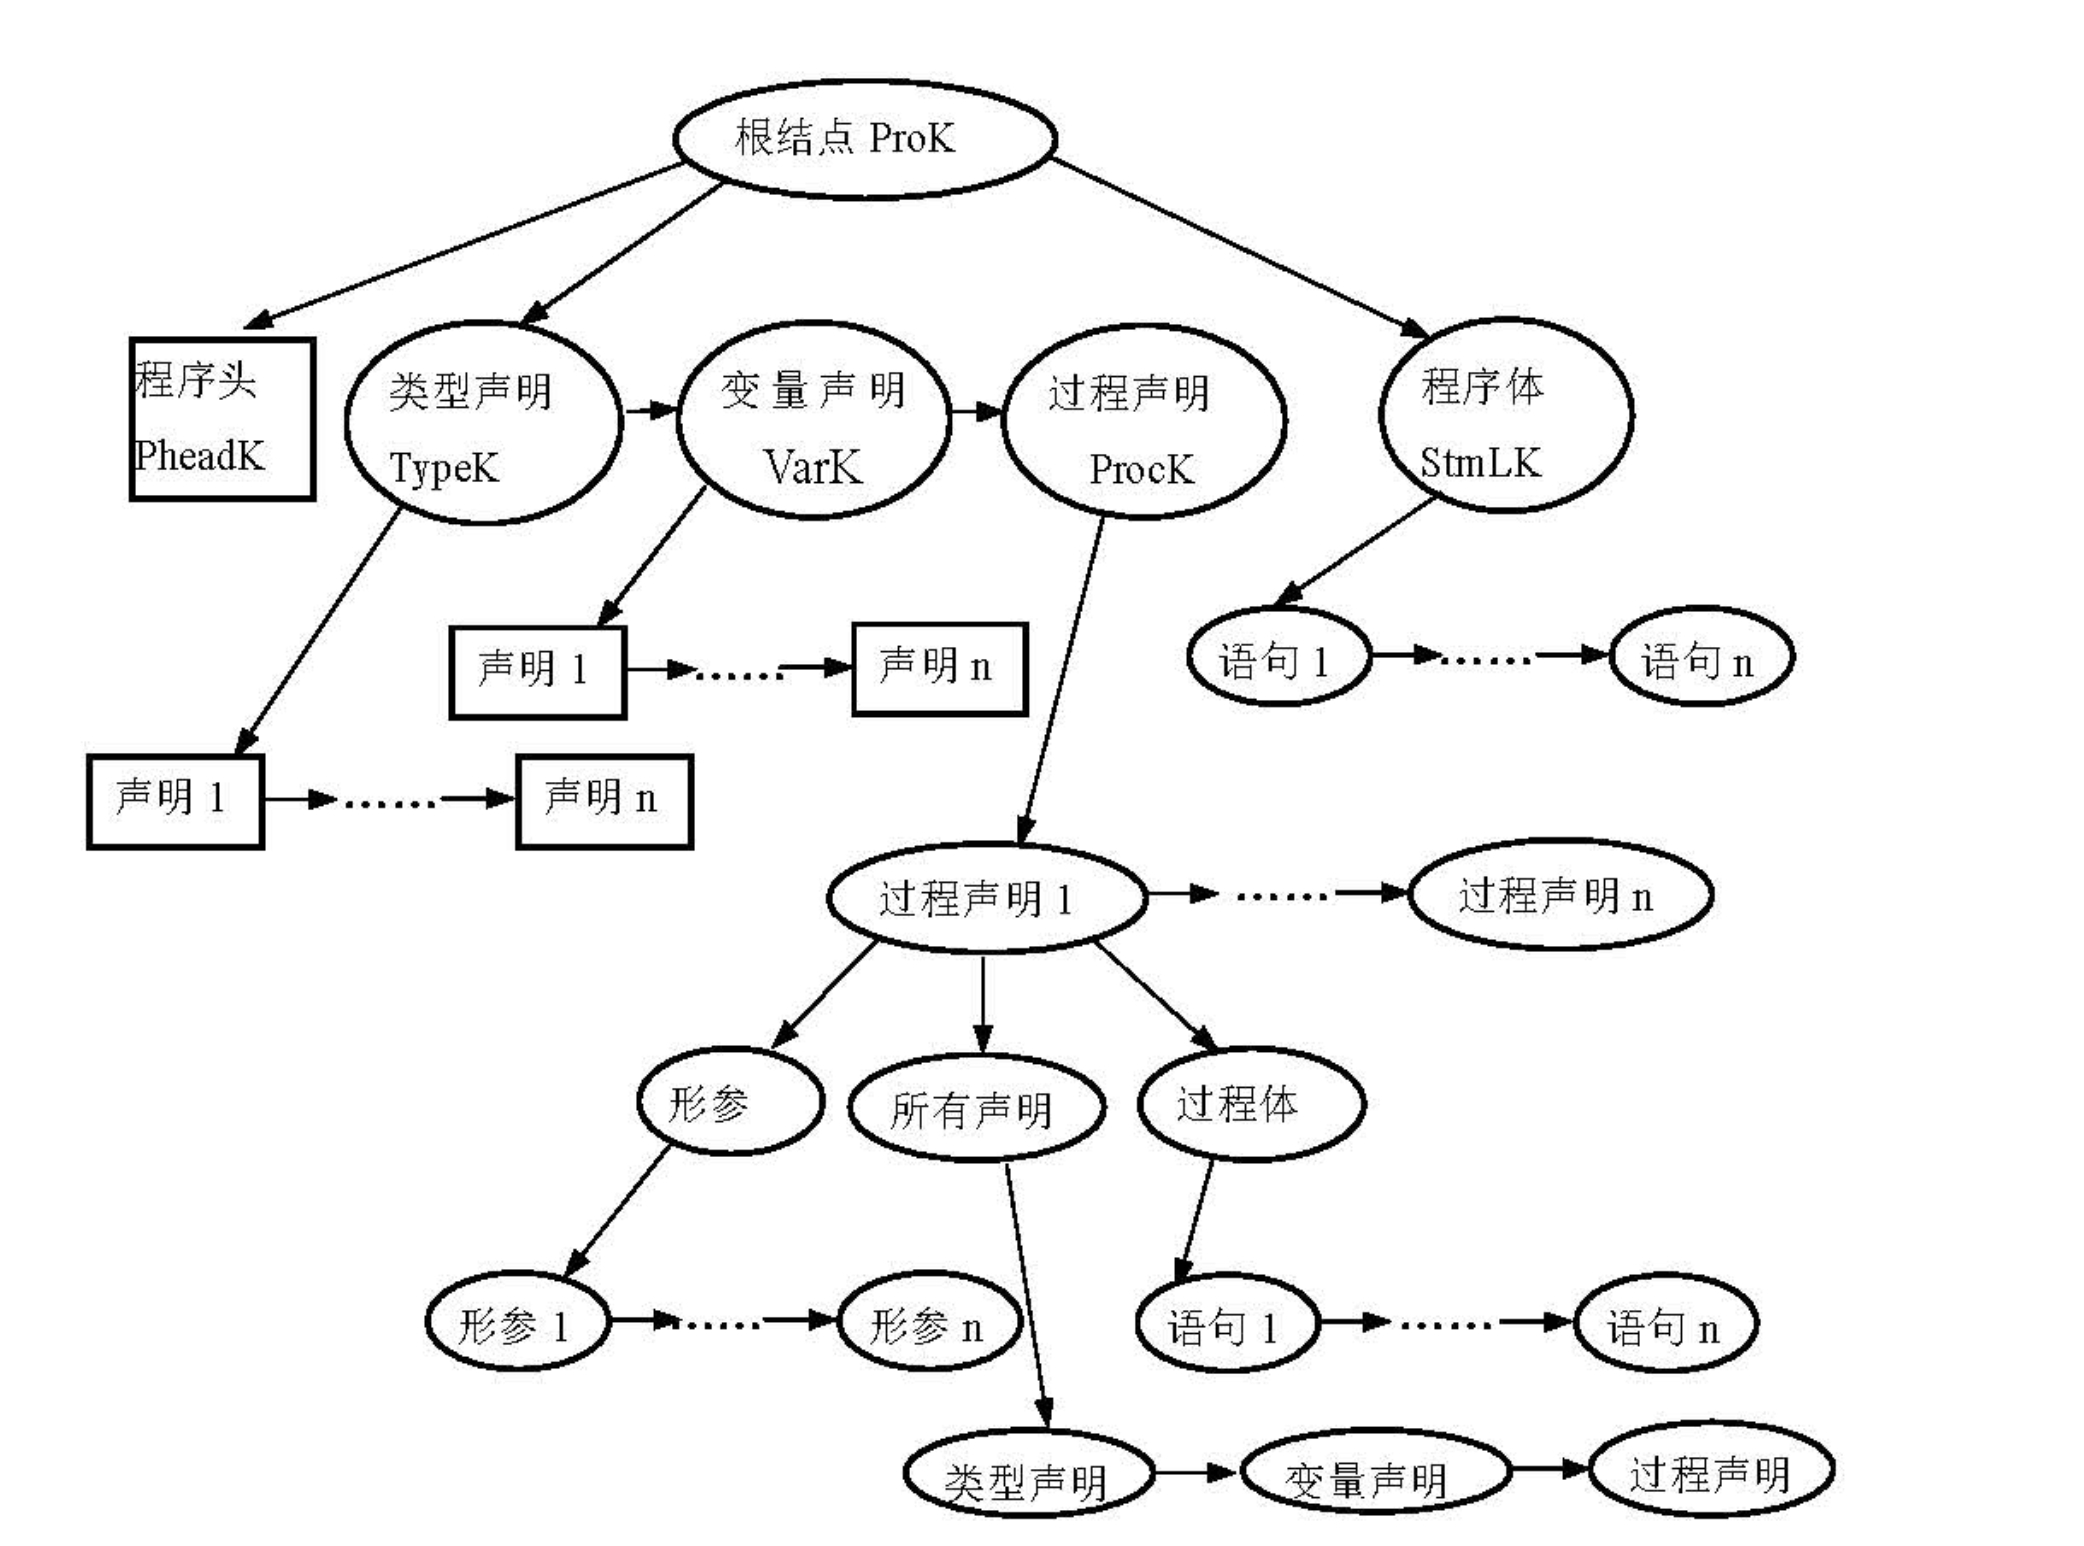 根结点 ProK
程序头
PheadK
类型声明
TypeK
变量声明
VarK
过程声明
ProcK
程序体
StmLK
声明 1
......
声明 n
语句 1
......
语句 n
声明 1
......
声明 n
过程声明 1
......
过程声明 n
形参
所有声明
过程体
形参 1
......
形参 n
语句 1
......
语句 n
类型声明
变量声明
过程声明